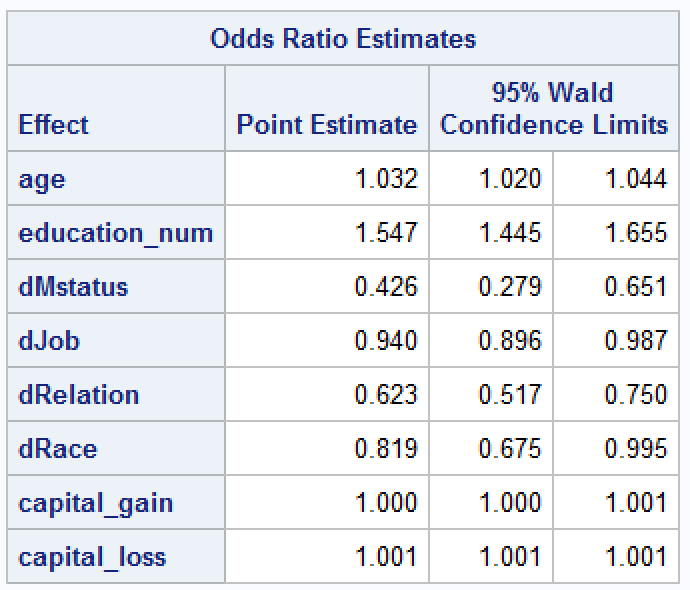 Odds Ratio Estimates
95% Wald
Effect Point Estimate Confidence Limits
age 1.032 1.020 1.044
education_num 1.547 1.445 1.655
dMstatus 0.426 0.279 0.651
dJob 0.940 0.896 0.987
dRelation 0.623 0.517 0.750
dRace 0.819 0.675 0.995
capital_gain 1.000 1.000 1.001
capital_loss 1.001 1.001 1.001